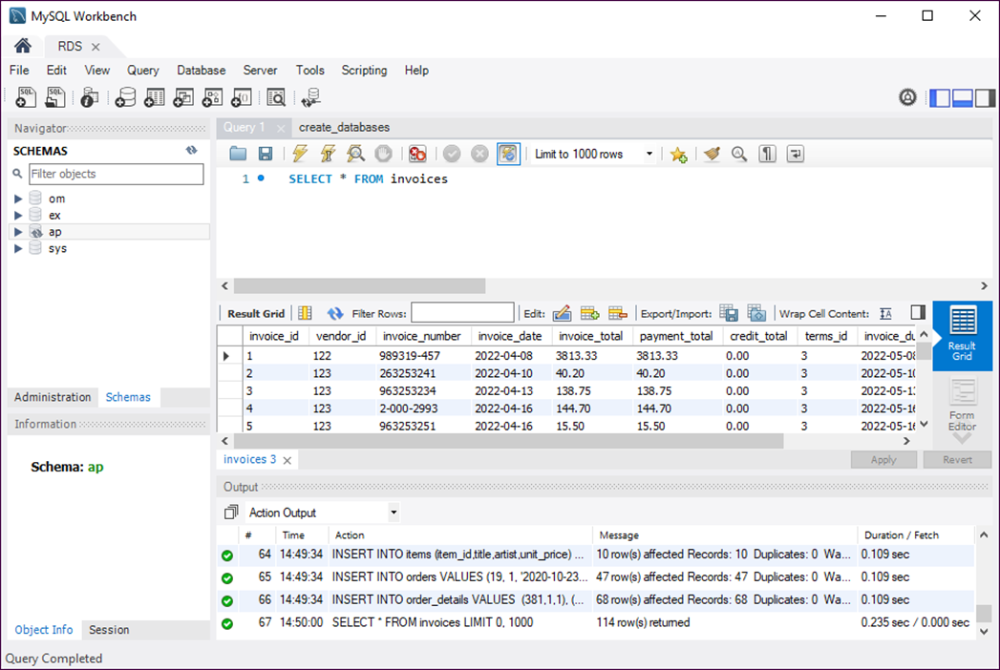 MySQL Workbench
RDS
File Edit View Query Database Server Tools Scripting Help
Navigator
SCHEMAS
Filter objects
om
ex
ap
sys
Administration Schemas
Information
Schema: ap
Object Info Session
Query 1 create_databases
Limit to 1000 rows
1 SELECT * FROM invoices
Result Grid Filter Rows: Edit: Export/Import: Wrap Cell Content:
invoice_id vendor_id invoice_number invoice_date invoice_total payment_total credit_total terms_id invoice_du
1 122 989319-457 2022-04-08 3813.33 3813.33 0.00 3 2022-05-08
2 123 263253241 2022-04-10 40.20 40.20 0.00 3 2022-05-10
3 123 963253234 2022-04-13 138.75 138.75 0.00 3 2022-05-13
4 123 2-000-2993 2022-04-16 144.70 144.70 0.00 3 2022-05-16
5 123 963253251 2022-04-16 15.50 15.50 0.00 3 2022-05-16
Result
Grid
Form
Editor
invoices 3 Apply Revert
Output
Action Output
# Time Action Message Duration / Fetch
64 14:49:34 INSERT INTO items (item_id,title,artist,unit_price) ... 10 row(s) affected Records: 10 Duplicates: 0 Wa... 0.109 sec
65 14:49:34 INSERT INTO orders VALUES (19, 1, '2020-10-23... 47 row(s) affected Records: 47 Duplicates: 0 Wa... 0.109 sec
66 14:49:34 INSERT INTO order_details VALUES (381,1,1), (... 68 row(s) affected Records: 68 Duplicates: 0 Wa... 0.109 sec
67 14:50:00 SELECT * FROM invoices LIMIT 0, 1000 114 row(s) returned 0.235 sec / 0.000 sec
Query Completed